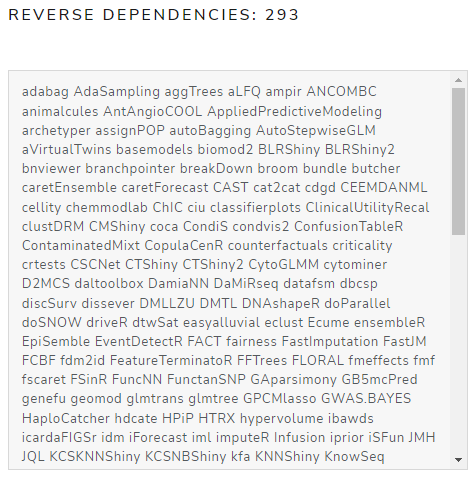 REVERSE DEPENDENCIES: 293
adabag AdaSampling aggTrees aLFQ ampir ANCOMBC
animalcules AntAngioCOOL AppliedPredictiveModeling
archetyper assignPOP autoBagging AutoStepwiseGLM
aVirtualTwins basemodels biomod2 BLRShiny BLRShiny2
bnviewer branchpointer breakDown broom bundle butcher
caretEnsemble caretForecast CAST cat2cat cdgd CEEMDANML
cellity chemmodlab ChIC ciu classifierplots ClinicalUtilityRecal
clustDRM CMShiny coca CondiS condvis2 ConfusionTableR
ContaminatedMixt CopulaCenR counterfactuals criticality
crtests CSCNet CTShiny CTShiny2 CytoGLMM cytominer
D2MCS daltoolbox DamiaNN DaMiRseq datafsm dbcsp
discSurv dissever DMLLZU DMTL DNAshapeR doParallel
doSNOW driveR dtwSat easyalluvial eclust Ecume ensembleR
EpiSemble EventDetectR FACT fairness FastImputation FastJM
FCBF fdm2id FeatureTerminatoR FFTrees FLORAL fmeffects fmf
fscaret FSinR FuncNN FunctanSNP GAparsimony GB5mcPred
genefu geomod glmtrans glmtree GPCMlasso GWAS.BAYES
HaploCatcher hdcate HPiP HTRX hypervolume ibawds
icardaFIGSr idm iForecast iml imputeR Infusion iprior iSFun JMH
JQL KCSKNNShiny KCSNBShiny kfa KNNShiny KnowSeq